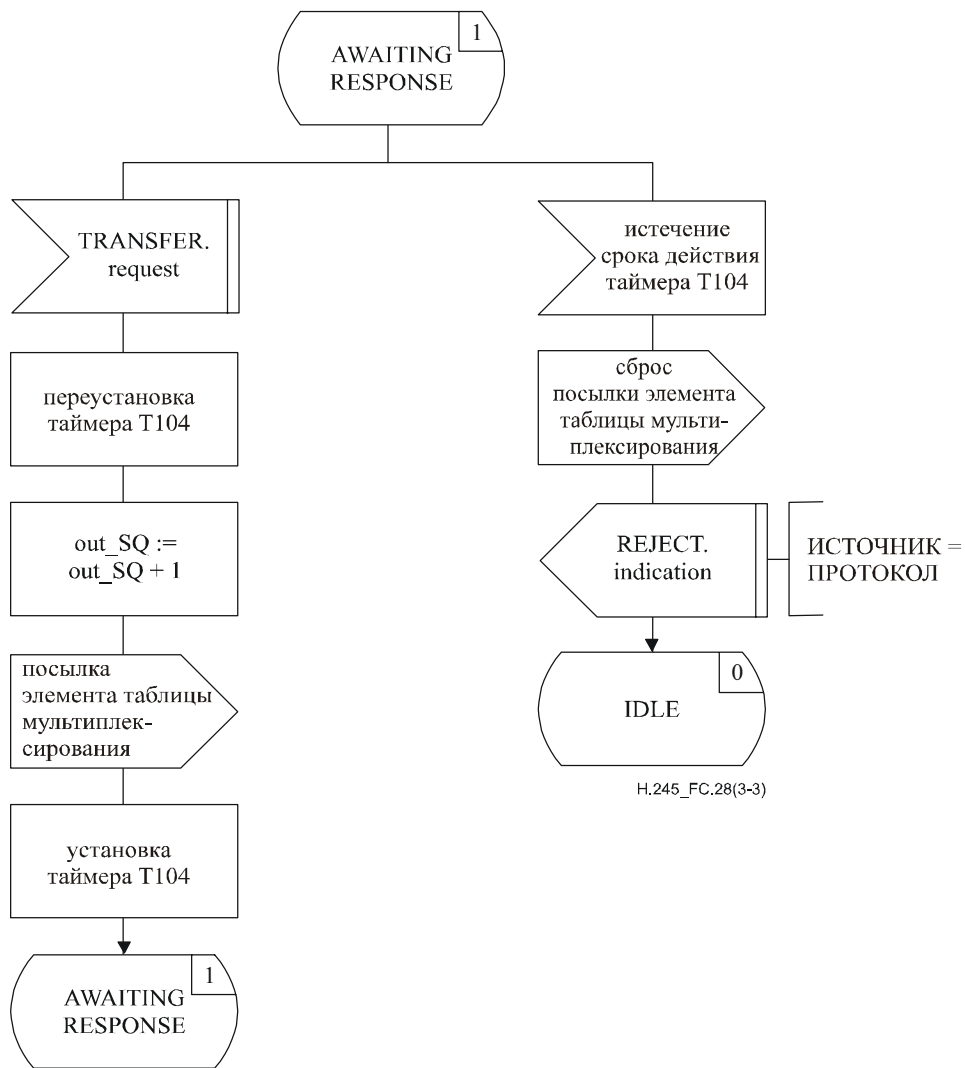 1
AWAITING
RESPONSE
TRANSFER.
request
переустановка
таймера T104
out_SQ :=
out_SQ + 1
посылка
элемента таблицы
мультиплек-
сирования
установка
таймера T104
1
AWAITING
RESPONSE
истечение
срока действия
таймера T104
сброс
посылки элемента
таблицы мульти-
плексирования
REJECT.
indication
ИСТОЧНИК =
ПРОТОКОЛ
0
IDLE
H.245_FC.28(3-3)